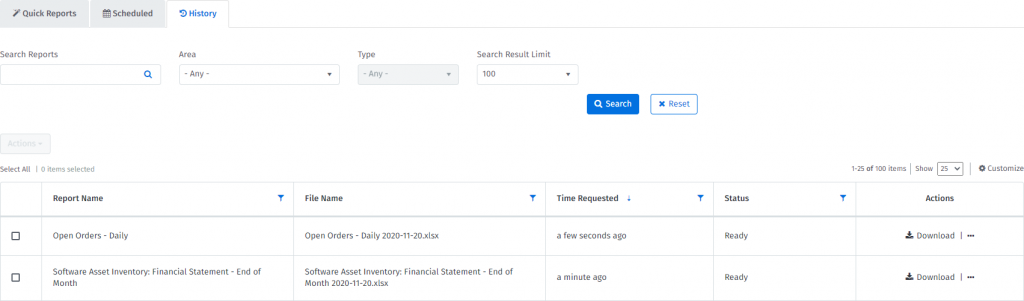 Quick Reports Scheduled History
Search Reports Area Type Search Result Limit
- Any - - Any - 100
Search Reset
Actions
Select All | 0 items selected 1-25 of 100 items | Show 25 | Customize
Report Name File Name Time Requested Status Actions
Open Orders - Daily Open Orders - Daily 2020-11-20.xlsx a few seconds ago Ready Download | •••
Software Asset Inventory: Financial Statement - End of Software Asset Inventory: Financial Statement - End of a minute ago Ready Download | •••
Month Month 2020-11-20.xlsx